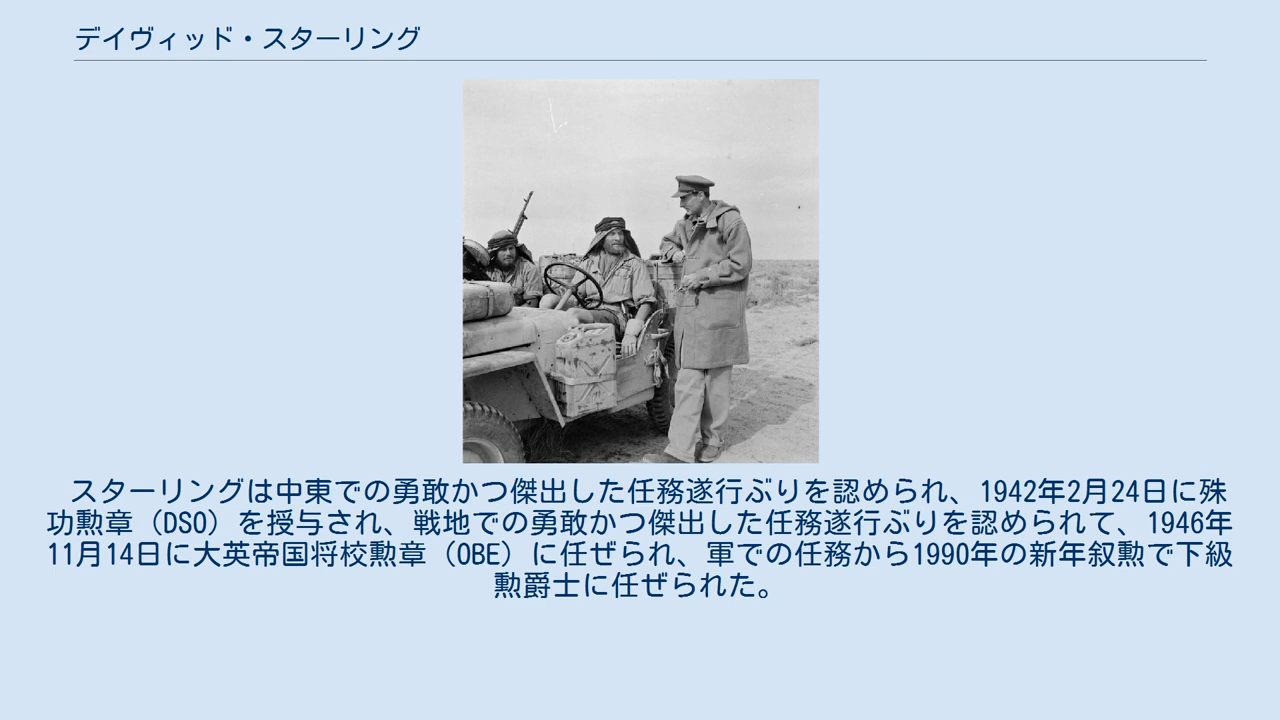 デイヴィッド・スターリング
スターリングは中東での勇敢かつ傑出した任務遂行ぶりを認められ、1942年2月24日に殊
功勲章（DSO）を授与され、戦地での勇敢かつ傑出した任務遂行ぶりを認められて、1946年
11月14日に大英帝国将校勲章（OBE）に任ぜられ、軍での任務から1990年の新年叙勲で下級
勲爵士に任ぜられた。